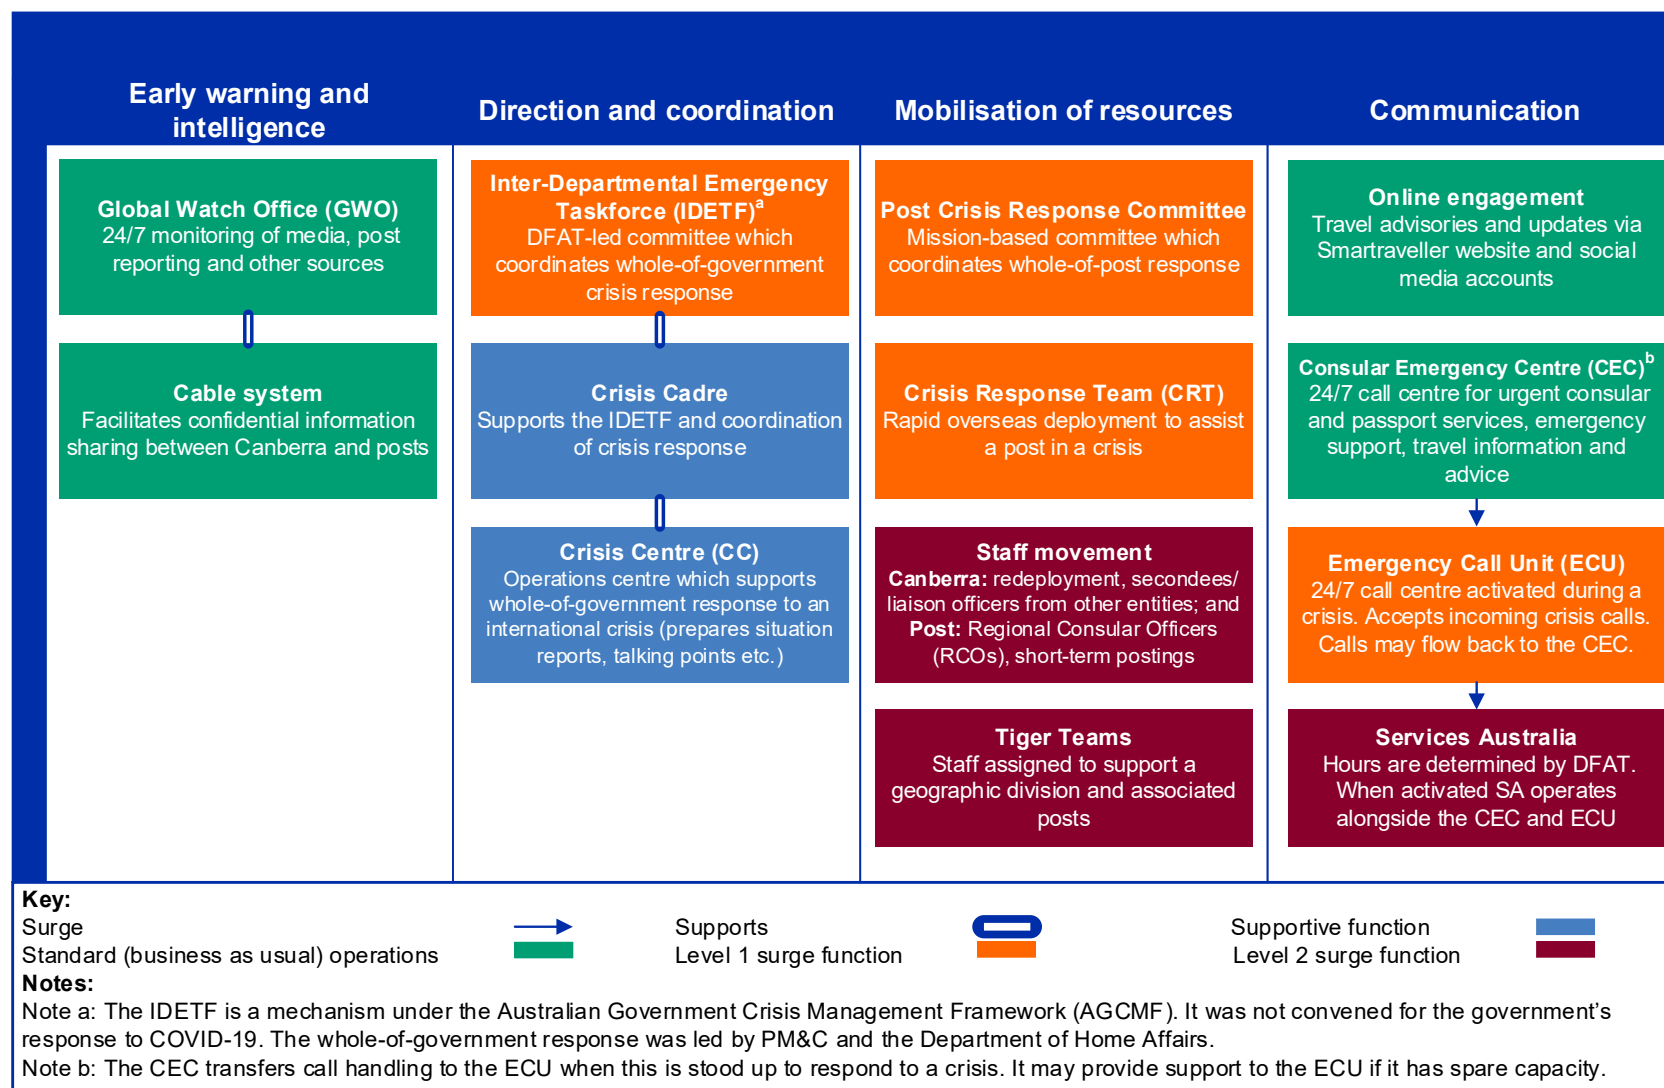 Early warning and
intelligence
Direction and coordination
Mobilisation of resources
Communication
Global Watch Office (GWO)
24/7 monitoring of media, post
reporting and other sources
Cable system
Facilitates confidential information
sharing between Canberra and posts
Inter-Departmental Emergency
Taskforce (IDETF)a
DFAT-led committee which
coordinates whole-of-government
crisis response
Crisis Cadre
Supports the IDETF and coordination
of crisis response
Crisis Centre (CC)
Operations centre which supports
whole-of-government response to an
international crisis (prepares situation
reports, talking points etc.)
Post Crisis Response Committee
Mission-based committee which
coordinates whole-of-post response
Crisis Response Team (CRT)
Rapid overseas deployment to assist
a post in a crisis
Staff movement
Canberra: redeployment, secondees/
liaison officers from other entities; and
Post: Regional Consular Officers
(RCOs), short-term postings
Tiger Teams
Staff assigned to support a
geographic division and associated
posts
Online engagement
Travel advisories and updates via
Smartraveller website and social
media accounts
Consular Emergency Centre (CEC)b
24/7 call centre for urgent consular
and passport services, emergency
support, travel information and
advice
Emergency Call Unit (ECU)
24/7 call centre activated during a
crisis. Accepts incoming crisis calls.
Calls may flow back to the CEC.
Services Australia
Hours are determined by DFAT.
When activated SA operates
alongside the CEC and ECU
Key:
Surge
Supports
Supportive function
Standard (business as usual) operations
Level 1 surge function
Level 2 surge function
Notes:
Note a: The IDETF is a mechanism under the Australian Government Crisis Management Framework (AGCMF). It was not convened for the government's
response to COVID-19. The whole-of-government response was led by PM&C and the Department of Home Affairs.
Note b: The CEC transfers call handling to the ECU when this is stood up to respond to a crisis. It may provide support to the ECU if it has spare capacity.